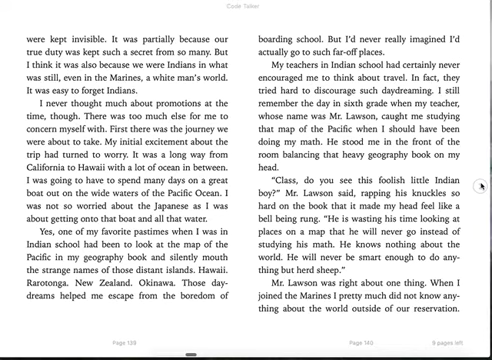 Code Talker
were kept invisible. It was partially because our
true duty was kept such a secret from so many. But
I think it was also because we were Indians in what
was still, even in the Marines, a white man's world.
It was easy to forget Indians.
I never thought much about promotions at the
time, though. There was too much else for me to
concern myself with. First there was the journey we
were about to take. My initial excitement about the
trip had turned to worry. It was a long way from
California to Hawaii with a lot of ocean in between.
I was going to have to spend many days on a great
boat out on the wide waters of the Pacific Ocean. I
was not so worried about the Japanese as I was
about getting onto that boat and all that water.
Yes, one of my favorite pastimes when I was in
Indian school had been to look at the map of the
Pacific in my geography book and silently mouth
the strange names of those distant islands. Hawaii.
Rarotonga. New Zealand. Okinawa. Those day-
dreams helped me escape from the boredom of
Page 139
boarding school. But I'd never really imagined I'd
actually go to such far-off places.
My teachers in Indian school had certainly never
encouraged me to think about travel. In fact, they
tried hard to discourage such daydreaming. I still
remember the day in sixth grade when my teacher,
whose name was Mr. Lawson, caught me studying
that map of the Pacific when I should have been
doing my math. He stood me in the front of the
room balancing that heavy geography book on my
head.
"Class, do you see this foolish little Indian
boy?" Mr. Lawson said, rapping his knuckles so
hard on the book that it made my head feel like a
bell being rung. "He is wasting his time looking at
places on a map that he will never go instead of
studying his math. He knows nothing about the
world. He will never be smart enough to do any-
thing but herd sheep."
Mr. Lawson was right about one thing. When I
joined the Marines I pretty much did not know any-
thing about the world outside of our reservation.
Page 140
9 pages left